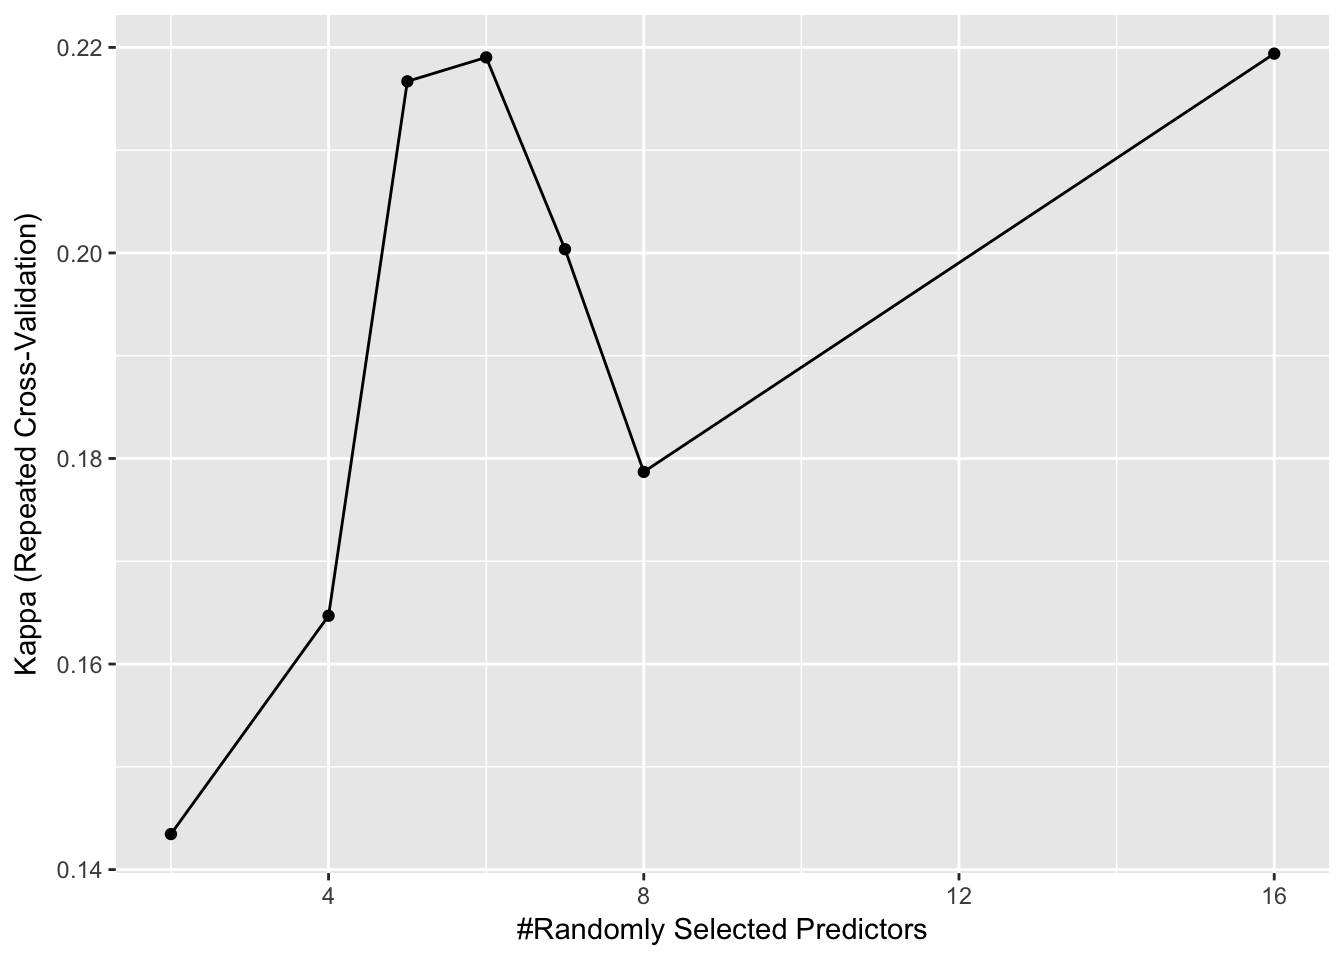 0.22
0.20
0.18
0.16
0.14
Kappa (Repeated Cross-Validation)
4 8 12 16
#Randomly Selected Predictors